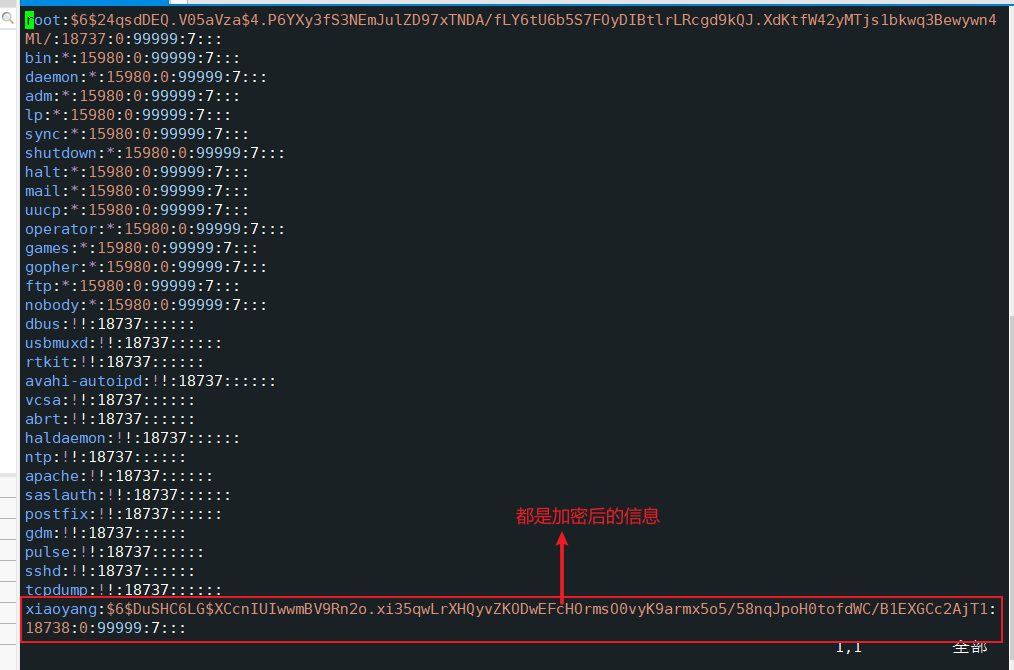 root:$6$24qsdDEQ.V05aVza$4.P6YXy3fS3NEmJulZD97xTNDA/fLY6tU6b5S7FOyDIBtlrLRcgd9kQJ.XdKtfW42yMTjs1bkwq3Bewywn4
Ml/:18737:0:99999:7:::
bin:*:15980:0:99999:7:::
daemon:*:15980:0:99999:7:::
adm:*:15980:0:99999:7:::
lp:*:15980:0:99999:7:::
sync:*:15980:0:99999:7:::
shutdown:*:15980:0:99999:7:::
halt:*:15980:0:99999:7:::
mail:*:15980:0:99999:7:::
uucp:*:15980:0:99999:7:::
operator:*:15980:0:99999:7:::
games:*:15980:0:99999:7:::
gopher:*:15980:0:99999:7:::
ftp:*:15980:0:99999:7:::
nobody:*:15980:0:99999:7:::
dbus:!!:18737::::::
usbmuxd:!!:18737::::::
rtkit:!!:18737::::::
avahi-autoipd:!!:18737::::::
vcsa:!!:18737::::::
abrt:!!:18737::::::
haldaemon:!!:18737::::::
ntp:!!:18737::::::
apache:!!:18737::::::
saslauth:!!:18737::::::
postfix:!!:18737::::::
都是加密后的信息
gdm:!!:18737::::::
pulse:!!:18737::::::
sshd:!!:18737::::::
tcpdump:!!:18737::::::
xiaoyang:$6$DuSHC6LG$XCcnIUIwwmBV9Rn2o.xi35qwLrXHQyvZKODwEFcHOrmsO0vyK9armx5o5/58nqJpoH0tofdWC/B1EXGCc2AjT1:
18738:0:99999:7:::
1,1 全部